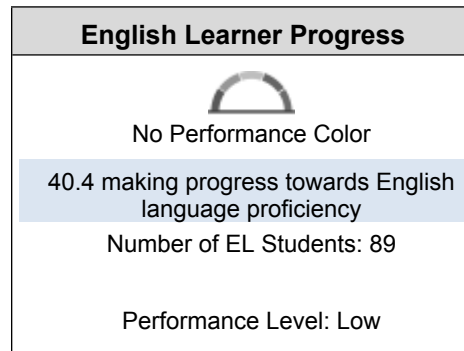 English Learner Progress
No Performance Color
40.4 making progress towards English
language proficiency
Number of EL Students: 89
Performance Level: Low